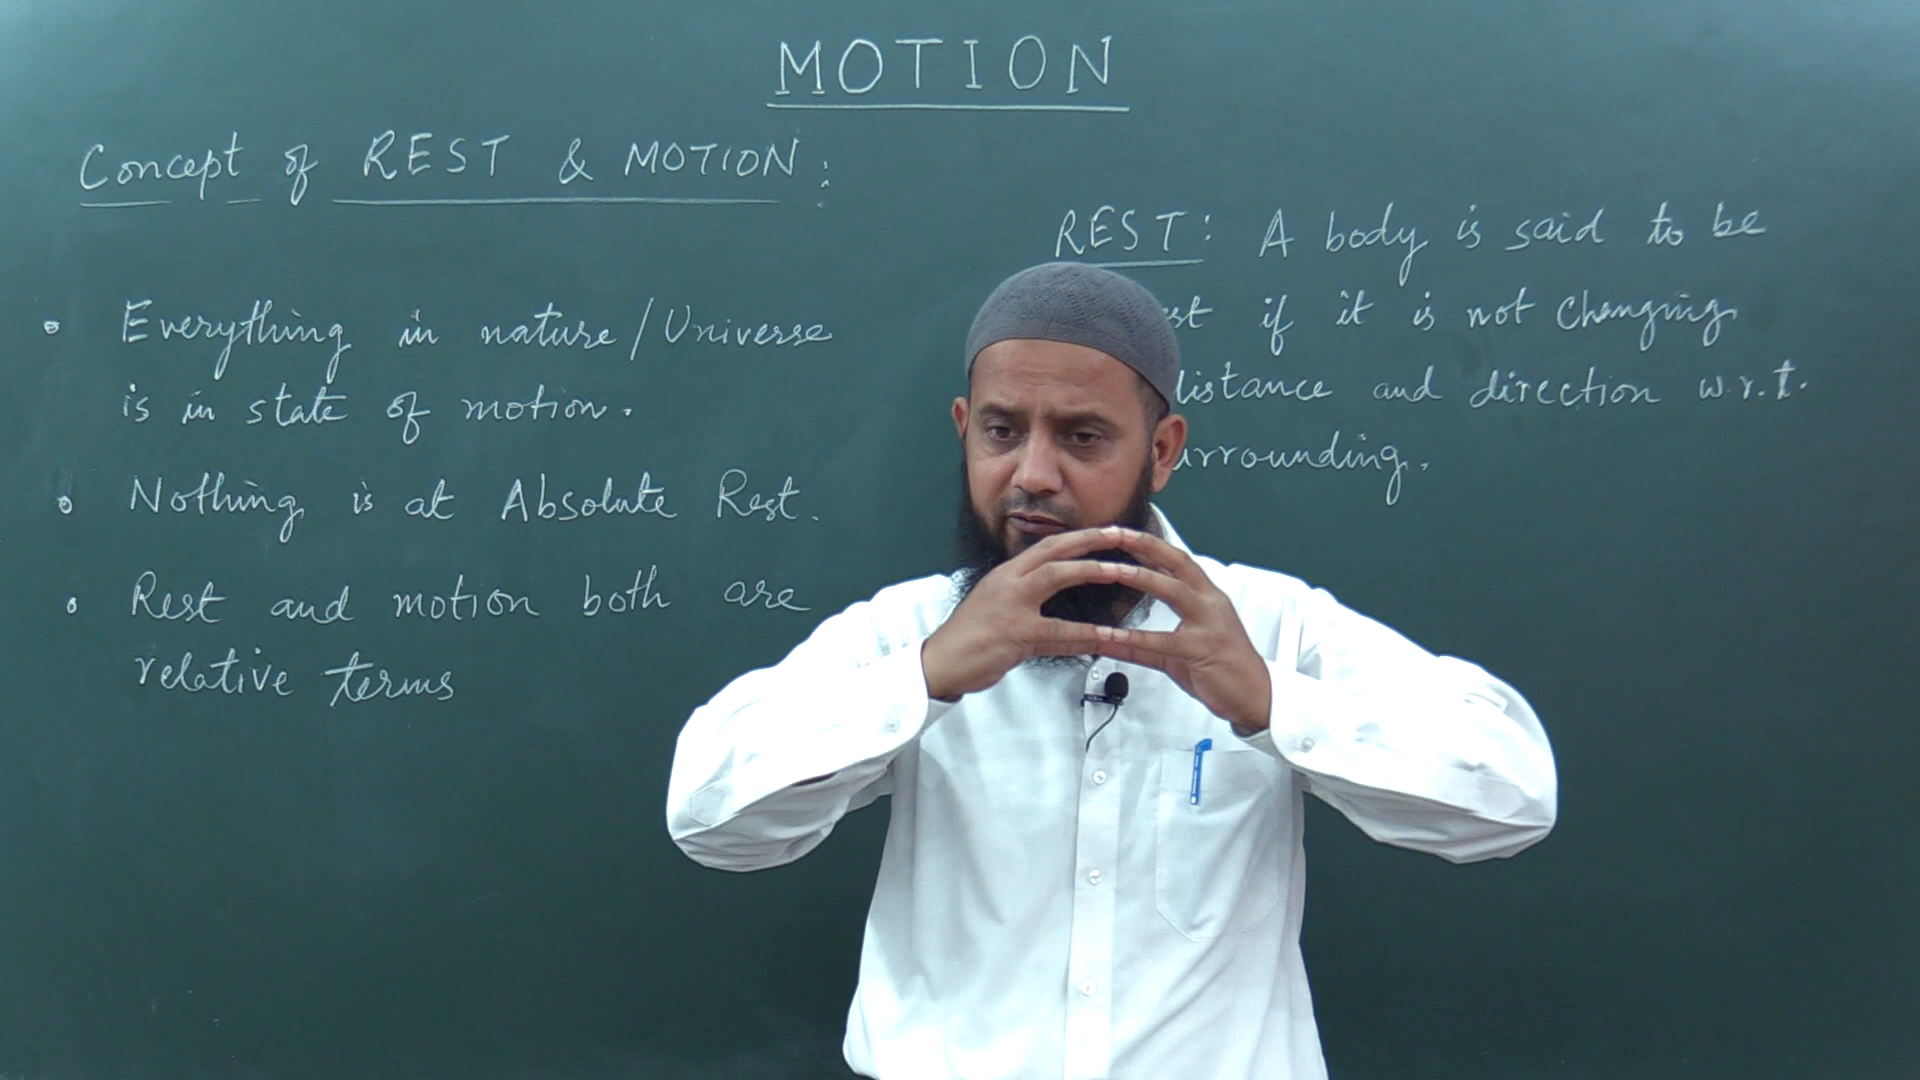 MOTION
Concept of REST & MOTION:
• Everything in nature/Universe
is in state of motion.
• Nothing is at Absolute Rest.
• Rest and motion both are
relative terms
REST: A body is said to be
if it is not changing
and direction w.r.t.